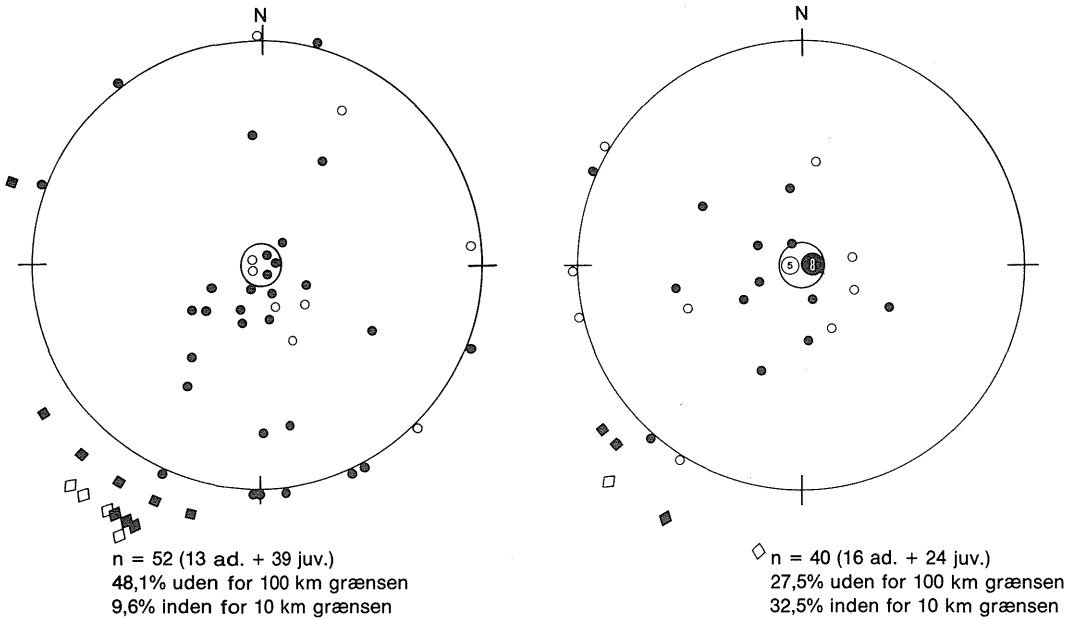 N
n = 52 (13 ad. + 39 juv.)
48,1% uden for 100 km grænsen
9,6% inden for 10 km grænsen
N
5
8
n = 40 (16 ad. + 24 juv.)
27,5% uden for 100 km grænsen
32,5% inden for 10 km grænsen